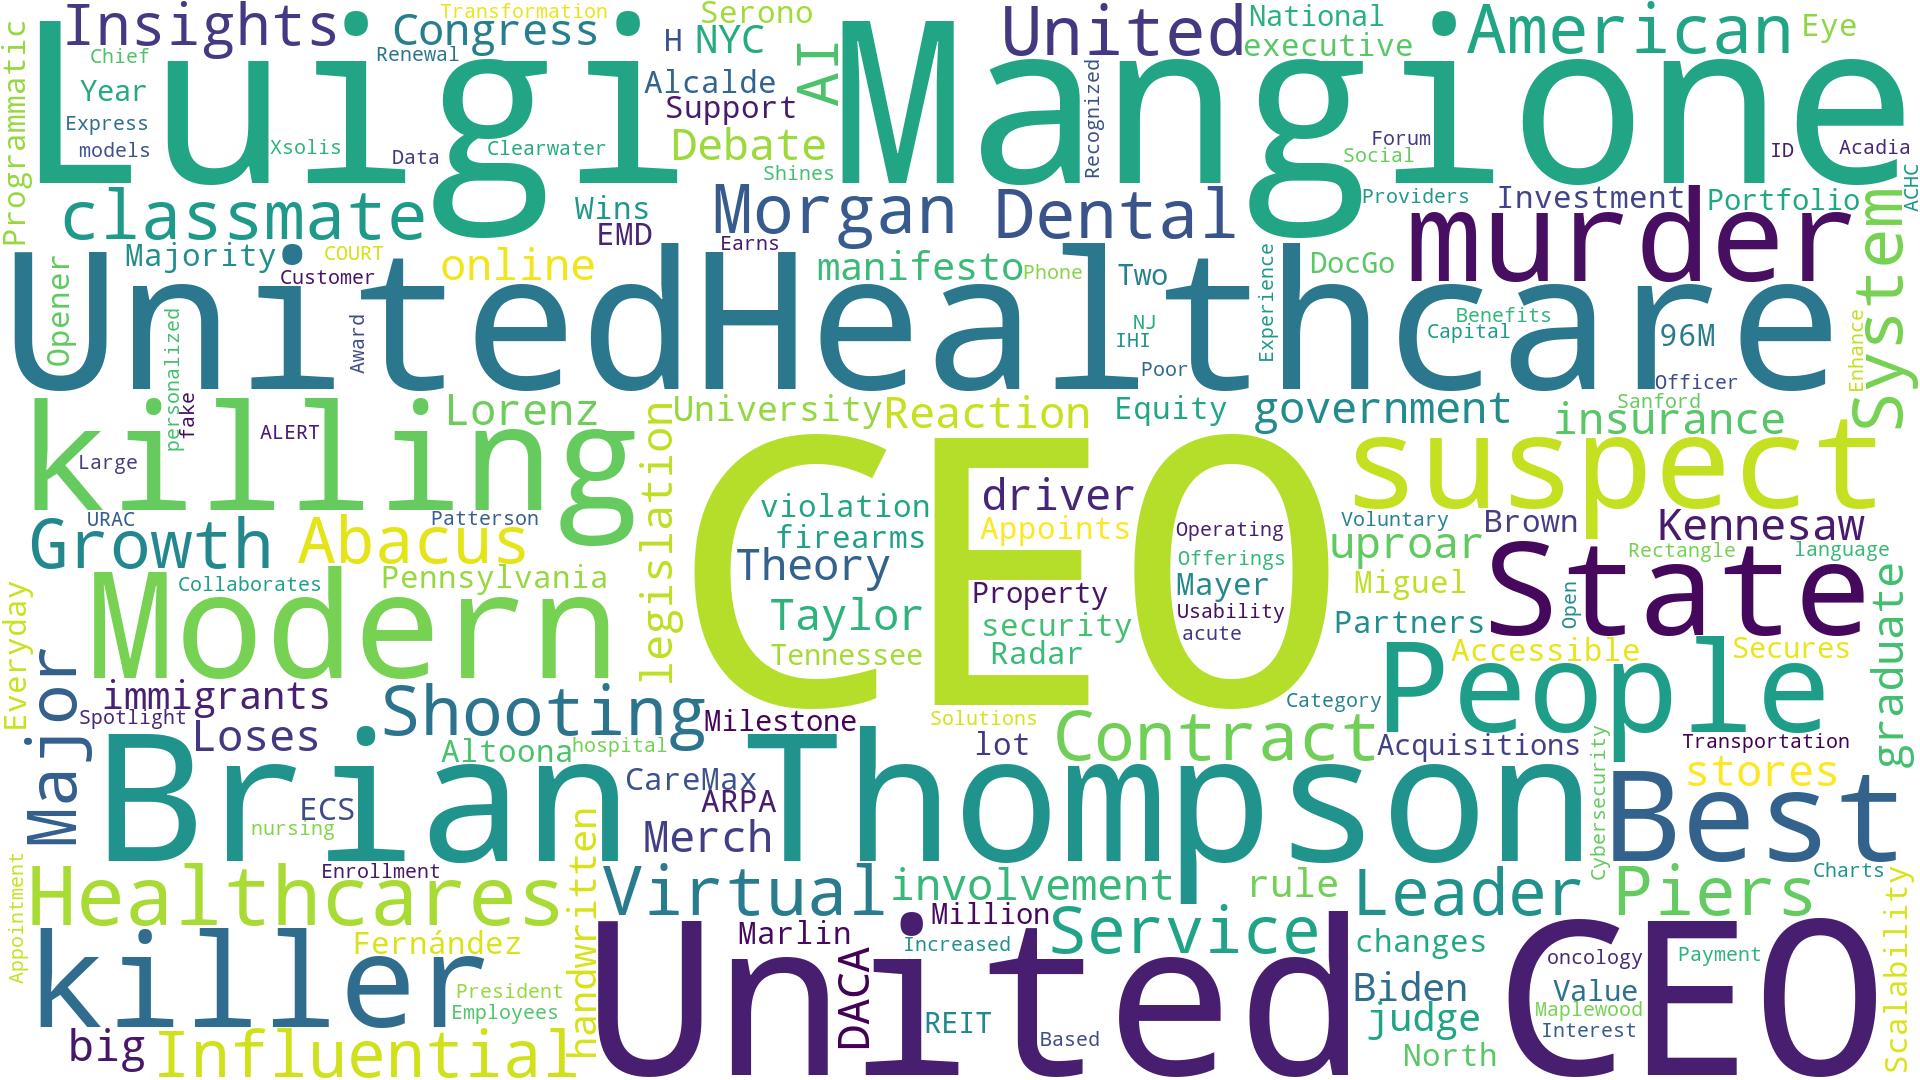 Insights
Transformation
Congress
Serono
United
National
American
Eye
Chief
Renewal
H
NYC
AI
executive
Programmatic
Luigi
Mangione
Year
Alcalde
Support
Recognized
Express
models
Xsolis
Data
Clearwater
Debate
Shines
Forum
Social
ID
Acadia
classmate
Wins
EMD
Morgan
Dental
Providers
Investment
Portfolio
ACHC
Earns
murder
System
Majority
COURT
Customer
online
manifesto
Phone
Two
Experience
DocGo
Opener
UnitedHealthcare
personalized
Award
NJ
IHI
Poor
Benefits
Capital
96M
Officer
Enhance
killing
fake
ALERT
Large
Lorenz
legislation
University
Reaction
Equity
government
Sanford
insurance
suspect
CEO
URAC
Patterson
Growth
Abacus
violation
firearms
Theory
driver
Appoints
Operating
Offerings
Mayer
Usability
acute
Voluntary
Brown
Kennesaw
uproar
Rectangle
language
Modern
Collaborates
Pennsylvania
Taylor
Tennessee
Property
security
Radar
Miguel
Partners
State
Open
graduate
Everyday
Major
immigrants
Spotlight
Loses
Shooting
Milestone
Solutions
Category
People
Accessible
Secures
Altoona
hospital
lot
Contract
Acquisitions
Transportation
stores
Brian
Thompson
Best
ECS
nursing
CareMax
ARPA
Merch
Cybersecurity
Appointment
Healthcares
Enrollment
handwritten
Virtual
involvement
rule
Leader
Piers
Charts
Scalability
killer
Fernández
President
Employees
Marlin
Million
Increased
Service
changes
oncology
Payment
United
CEO
DACA
REIT
Based
Biden
judge
North
Value
Maplewood
Interest
big
Influential